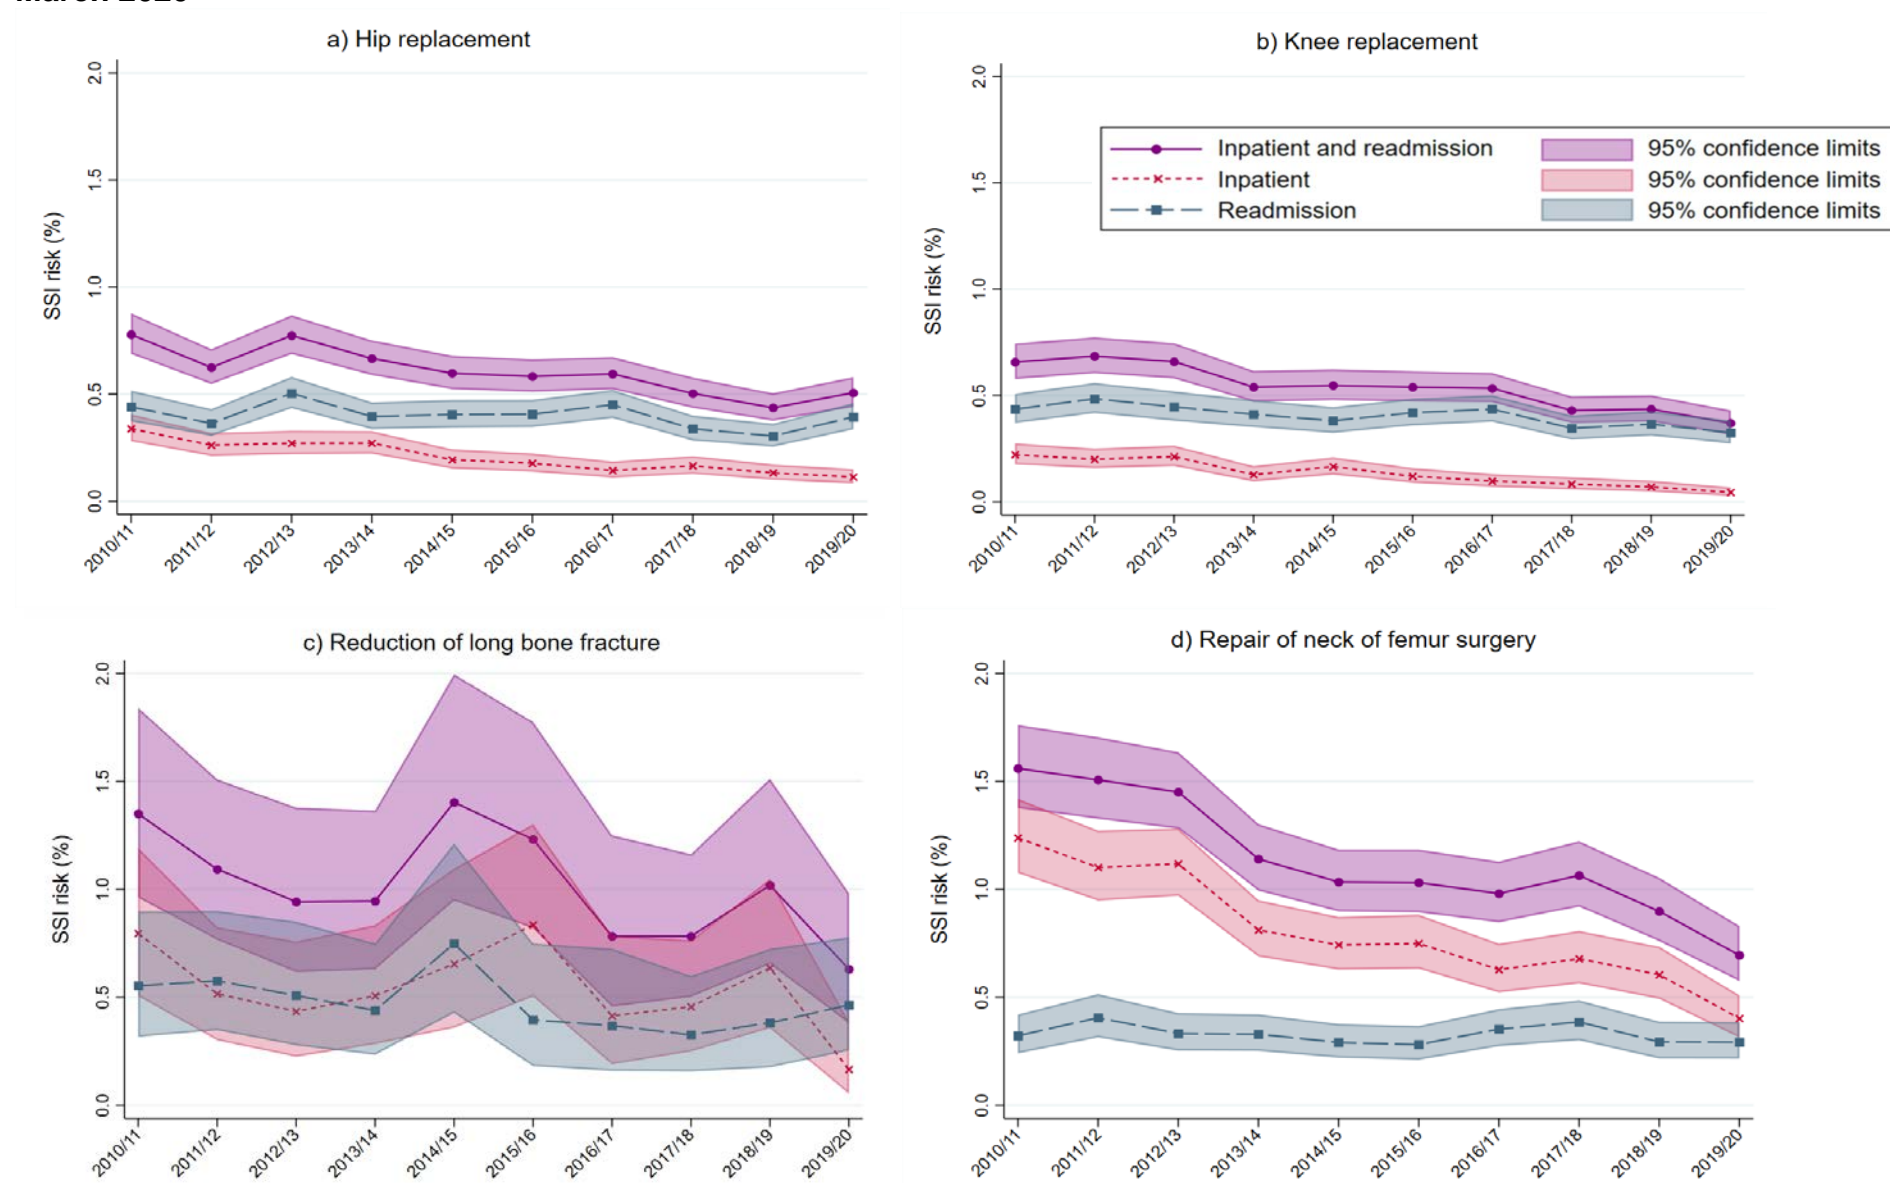 a) Hip replacement
SSI risk (%)
2.0
1.5
1.0
0.5
0.0
2010/11 2011/12 2012/13 2013/14 2014/15 2015/16 2016/17 2017/18 2018/19 2019/20
b) Knee replacement
SSI risk (%)
2.0
1.5
1.0
0.5
0.0
Inpatient and readmission 95% confidence limits
Inpatient 95% confidence limits
Readmission 95% confidence limits
2010/11 2011/12 2012/13 2013/14 2014/15 2015/16 2016/17 2017/18 2018/19 2019/20
c) Reduction of long bone fracture
SSI risk (%)
2.0
1.5
1.0
0.5
0.0
2010/11 2011/12 2012/13 2013/14 2014/15 2015/16 2016/17 2017/18 2018/19 2019/20
d) Repair of neck of femur surgery
SSI risk (%)
2.0
1.5
1.0
0.5
0.0
2010/11 2011/12 2012/13 2013/14 2014/15 2015/16 2016/17 2017/18 2018/19 2019/20